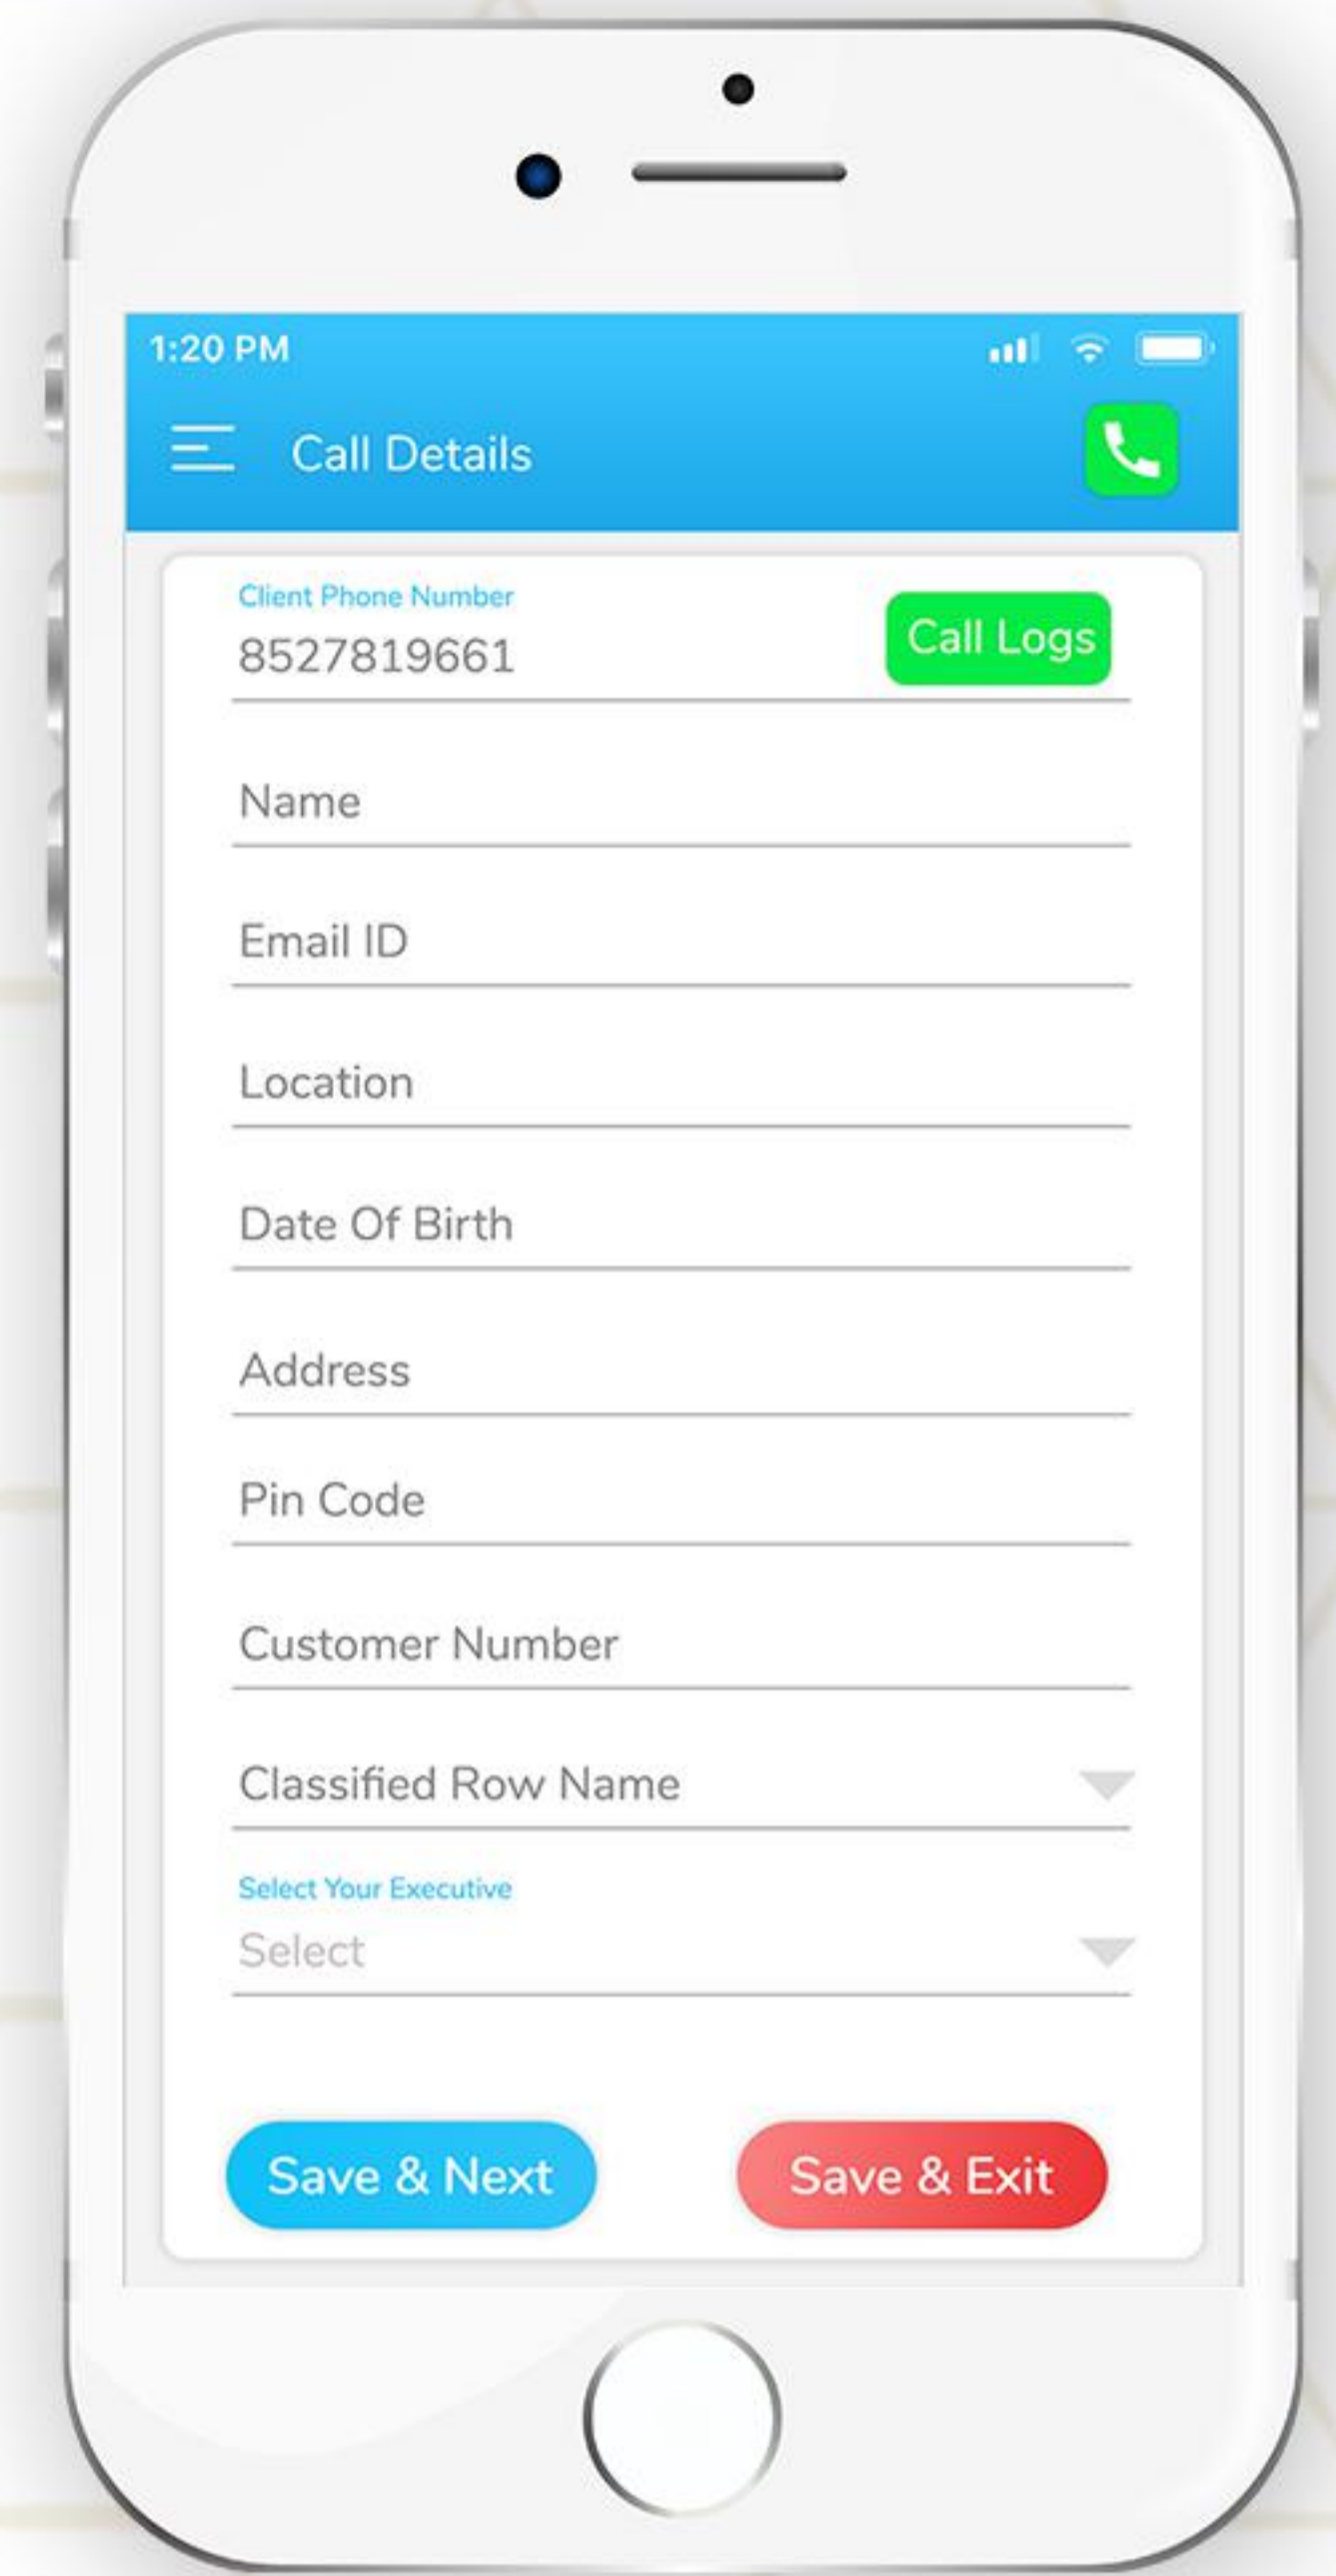 1:20 PM
Call Details
Client Phone Number
8527819661
Call Logs
Name
Email ID
Location
Date Of Birth
Address
Pin Code
Customer Number
Classified Row Name
Select Your Executive
Select
Save & Next
Save & Exit